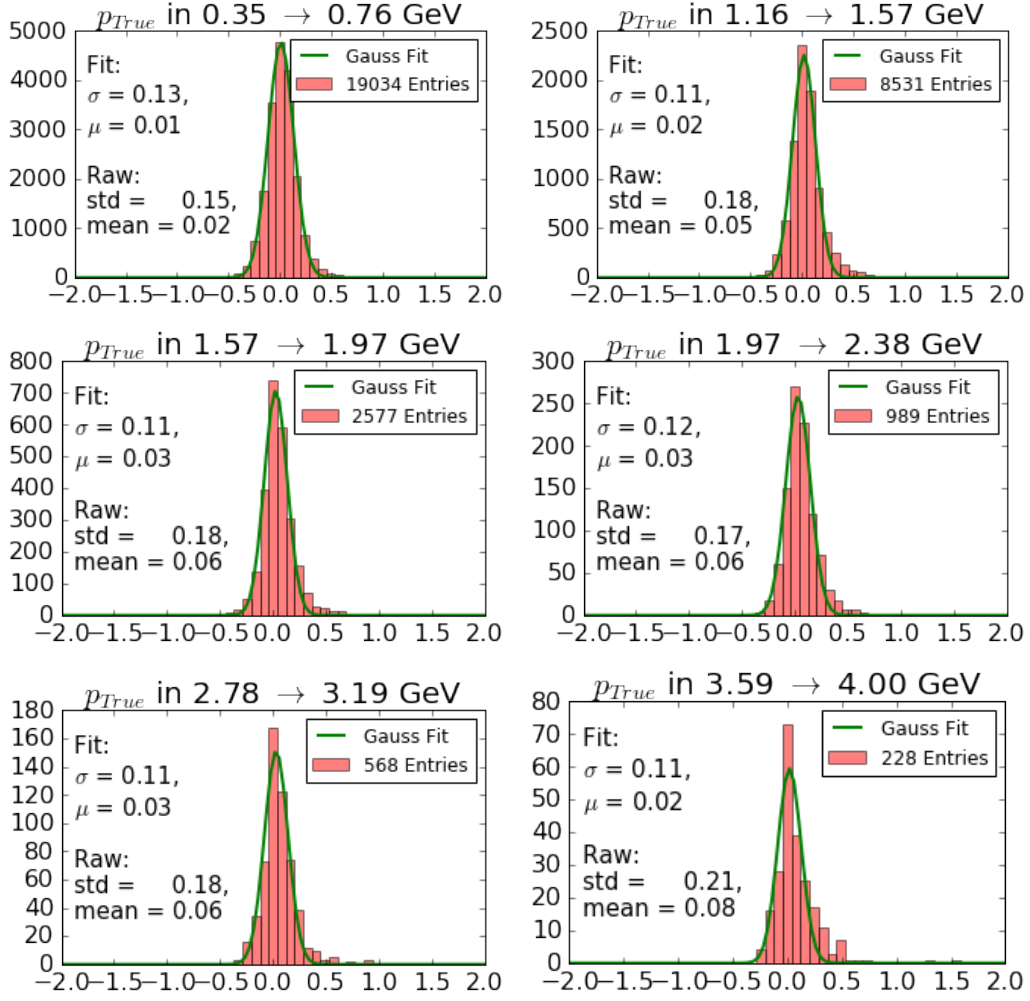 p_True in 0.35 → 0.76 GeV
5000
4000
3000
2000
1000
0
Fit:
σ = 0.13,
μ = 0.01
Raw:
std = 0.15,
mean = 0.02
Gauss Fit
19034 Entries
−2.0−1.5−1.0−0.5 0.0 0.5 1.0 1.5 2.0
p_True in 1.16 → 1.57 GeV
2500
2000
1500
1000
500
0
Fit:
σ = 0.11,
μ = 0.02
Raw:
std = 0.18,
mean = 0.05
Gauss Fit
8531 Entries
−2.0−1.5−1.0−0.5 0.0 0.5 1.0 1.5 2.0
p_True in 1.57 → 1.97 GeV
800
700
600
500
400
300
200
100
0
Fit:
σ = 0.11,
μ = 0.03
Raw:
std = 0.18,
mean = 0.06
Gauss Fit
2577 Entries
−2.0−1.5−1.0−0.5 0.0 0.5 1.0 1.5 2.0
p_True in 1.97 → 2.38 GeV
300
250
200
150
100
50
0
Fit:
σ = 0.12,
μ = 0.03
Raw:
std = 0.17,
mean = 0.06
Gauss Fit
989 Entries
−2.0−1.5−1.0−0.5 0.0 0.5 1.0 1.5 2.0
p_True in 2.78 → 3.19 GeV
180
160
140
120
100
80
60
40
20
0
Fit:
σ = 0.11,
μ = 0.03
Raw:
std = 0.18,
mean = 0.06
Gauss Fit
568 Entries
−2.0−1.5−1.0−0.5 0.0 0.5 1.0 1.5 2.0
p_True in 3.59 → 4.00 GeV
80
70
60
50
40
30
20
10
0
Fit:
σ = 0.11,
μ = 0.02
Raw:
std = 0.21,
mean = 0.08
Gauss Fit
228 Entries
−2.0−1.5−1.0−0.5 0.0 0.5 1.0 1.5 2.0